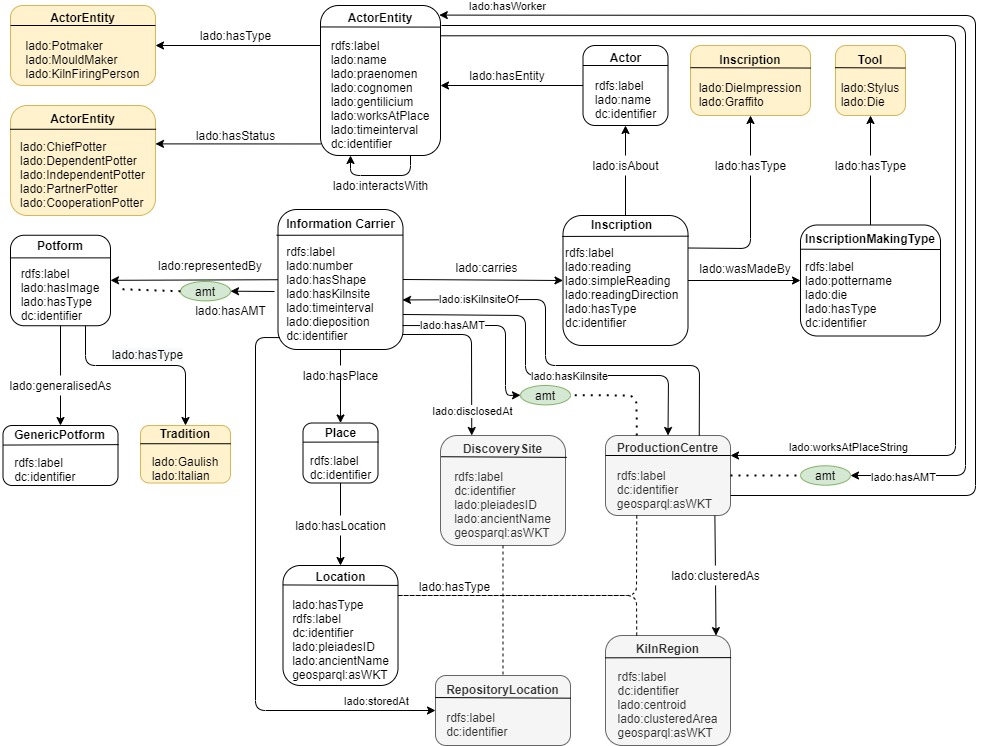 lado:hasWorker
ActorEntity
lado:Potmaker
lado:MouldMaker
lado:KilnFiringPerson
lado:hasType
ActorEntity
rdfs:label
lado:name
lado:praenomen
lado:cognomen
lado:gentilicium
lado:worksAtPlace
lado:timeinterval
dc:identifier
lado:hasEntity
Actor
rdfs:label
lado:name
dc:identifier
Inscription
lado:DieImpression
lado:Graffito
Tool
lado:Stylus
lado:Die
ActorEntity
lado:ChiefPotter
lado:DependentPotter
lado:IndependentPotter
lado:PartnerPotter
lado:CooperationPotter
lado:hasStatus
lado:interactsWith
lado:isAbout
lado:hasType
lado:hasType
Potform
rdfs:label
lado:hasImage
lado:hasType
dc:identifier
lado:representedBy
amt
lado:hasAMT
Information Carrier
rdfs:label
lado:number
lado:hasShape
lado:hasKilnsite
lado:timeinterval
lado:dieposition
dc:identifier
lado:carries
Inscription
rdfs:label
lado:reading
lado:simpleReading
lado:readingDirection
lado:hasType
dc:identifier
lado:wasMadeBy
InscriptionMakingType
rdfs:label
lado:pottername
lado:die
lado:hasType
dc:identifier
lado:isKilnsiteOf
lado:hasAMT
lado:hasType
lado:generalisedAs
lado:hasPlace
lado:hasKilnsite
amt
lado:disclosedAt
GenericPotform
rdfs:label
dc:identifier
Tradition
lado:Gaulish
lado:Italian
Place
rdfs:label
dc:identifier
DiscoverySite
rdfs:label
dc:identifier
lado:pleiadesID
lado:ancientName
geosparql:asWKT
ProductionCentre
rdfs:label
dc:identifier
geosparql:asWKT
lado:worksAtPlaceString
amt
lado:hasAMT
lado:hasLocation
lado:clusteredAs
Location
lado:hasType
rdfs:label
dc:identifier
lado:pleiadesID
lado:ancientName
geosparql:asWKT
lado:hasType
KilnRegion
rdfs:label
dc:identifier
lado:centroid
lado:clusteredArea
geosparql:asWKT
lado:storedAt
RepositoryLocation
rdfs:label
dc:identifier